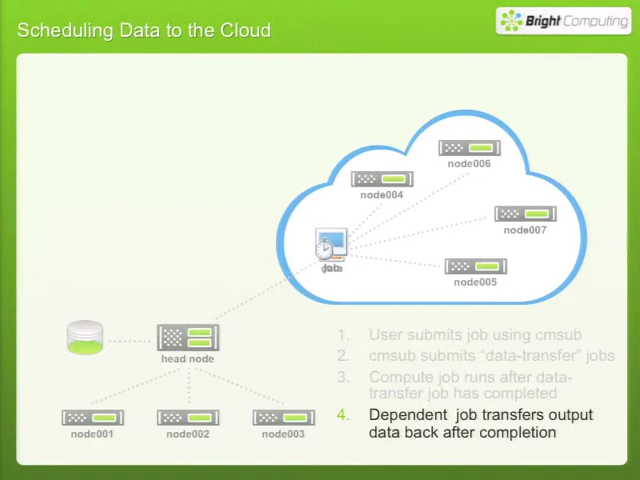 Scheduling Data to the Cloud
Bright Computing
node006
node004
node007
node005
head node
node001
node002
node003
1. User submits job using cmsub
2. cmsub submits “data-transfer” jobs
3. Compute job runs after data-
transfer job has completed
4. Dependent job transfers output
data back after completion